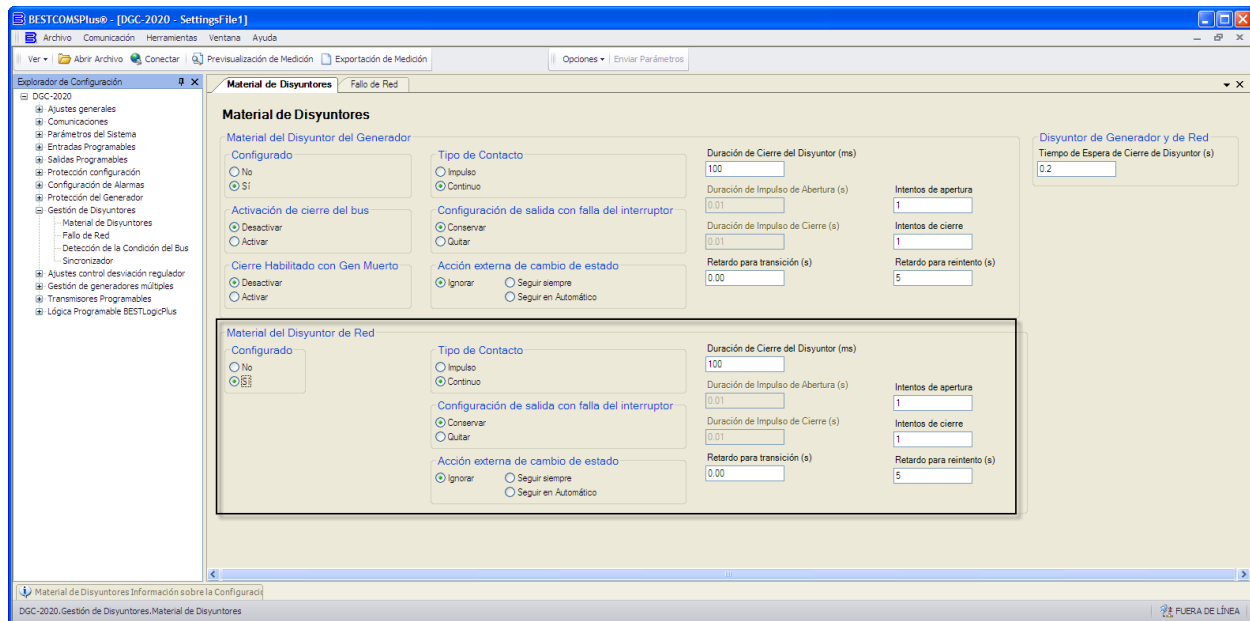 BESTCOMSPlus® - [DGC-2020 - SettingsFile1]
Archivo Comunicación Herramientas Ventana Ayuda
Ver Abrir Archivo Conectar Previsualización de Medición Exportación de Medición Opciones Enviar Parámetros
Explorador de Configuración
DGC-2020
Ajustes generales
Comunicaciones
Parámetros del Sistema
Entradas Programables
Salidas Programables
Protección configuración
Configuración de Alarmas
Protección del Generador
Gestión de Disyuntores
Material de Disyuntores
Fallo de Red
Detección de la Condición del Bus
Sincronizador
Ajustes control desviación regulador
Gestión de generadores múltiples
Transmisores Programables
Lógica Programable BESTLogicPlus
Material de Disyuntores Fallo de Red
Material de Disyuntores
Material del Disyuntor del Generador
Configurado
No
Sí
Activación de cierre del bus
Desactivar
Activar
Cierre Habilitado con Gen Muerto
Desactivar
Activar
Tipo de Contacto
Impulso
Continuo
Configuración de salida con falla del interruptor
Conservar
Quitar
Acción externa de cambio de estado
Ignorar Seguir siempre
Seguir en Automático
Duración de Cierre del Disyuntor (ms)
100
Duración de Impulso de Abertura (s)
0.01
Duración de Impulso de Cierre (s)
0.01
Retardo para transición (s)
0.00
Intentos de apertura
1
Intentos de cierre
1
Retardo para reintento (s)
5
Disyuntor de Generador y de Red
Tiempo de Espera de Cierre de Disyuntor (s)
0.2
Material del Disyuntor de Red
Configurado
No
Sí
Tipo de Contacto
Impulso
Continuo
Configuración de salida con falla del interruptor
Conservar
Quitar
Acción externa de cambio de estado
Ignorar Seguir siempre
Seguir en Automático
Duración de Cierre del Disyuntor (ms)
100
Duración de Impulso de Abertura (s)
0.01
Duración de Impulso de Cierre (s)
0.01
Retardo para transición (s)
0.00
Intentos de apertura
1
Intentos de cierre
1
Retardo para reintento (s)
5
Material de Disyuntores Información sobre la Configuraci
DGC-2020.Gestión de Disyuntores.Material de Disyuntores
FUERA DE LÍNEA